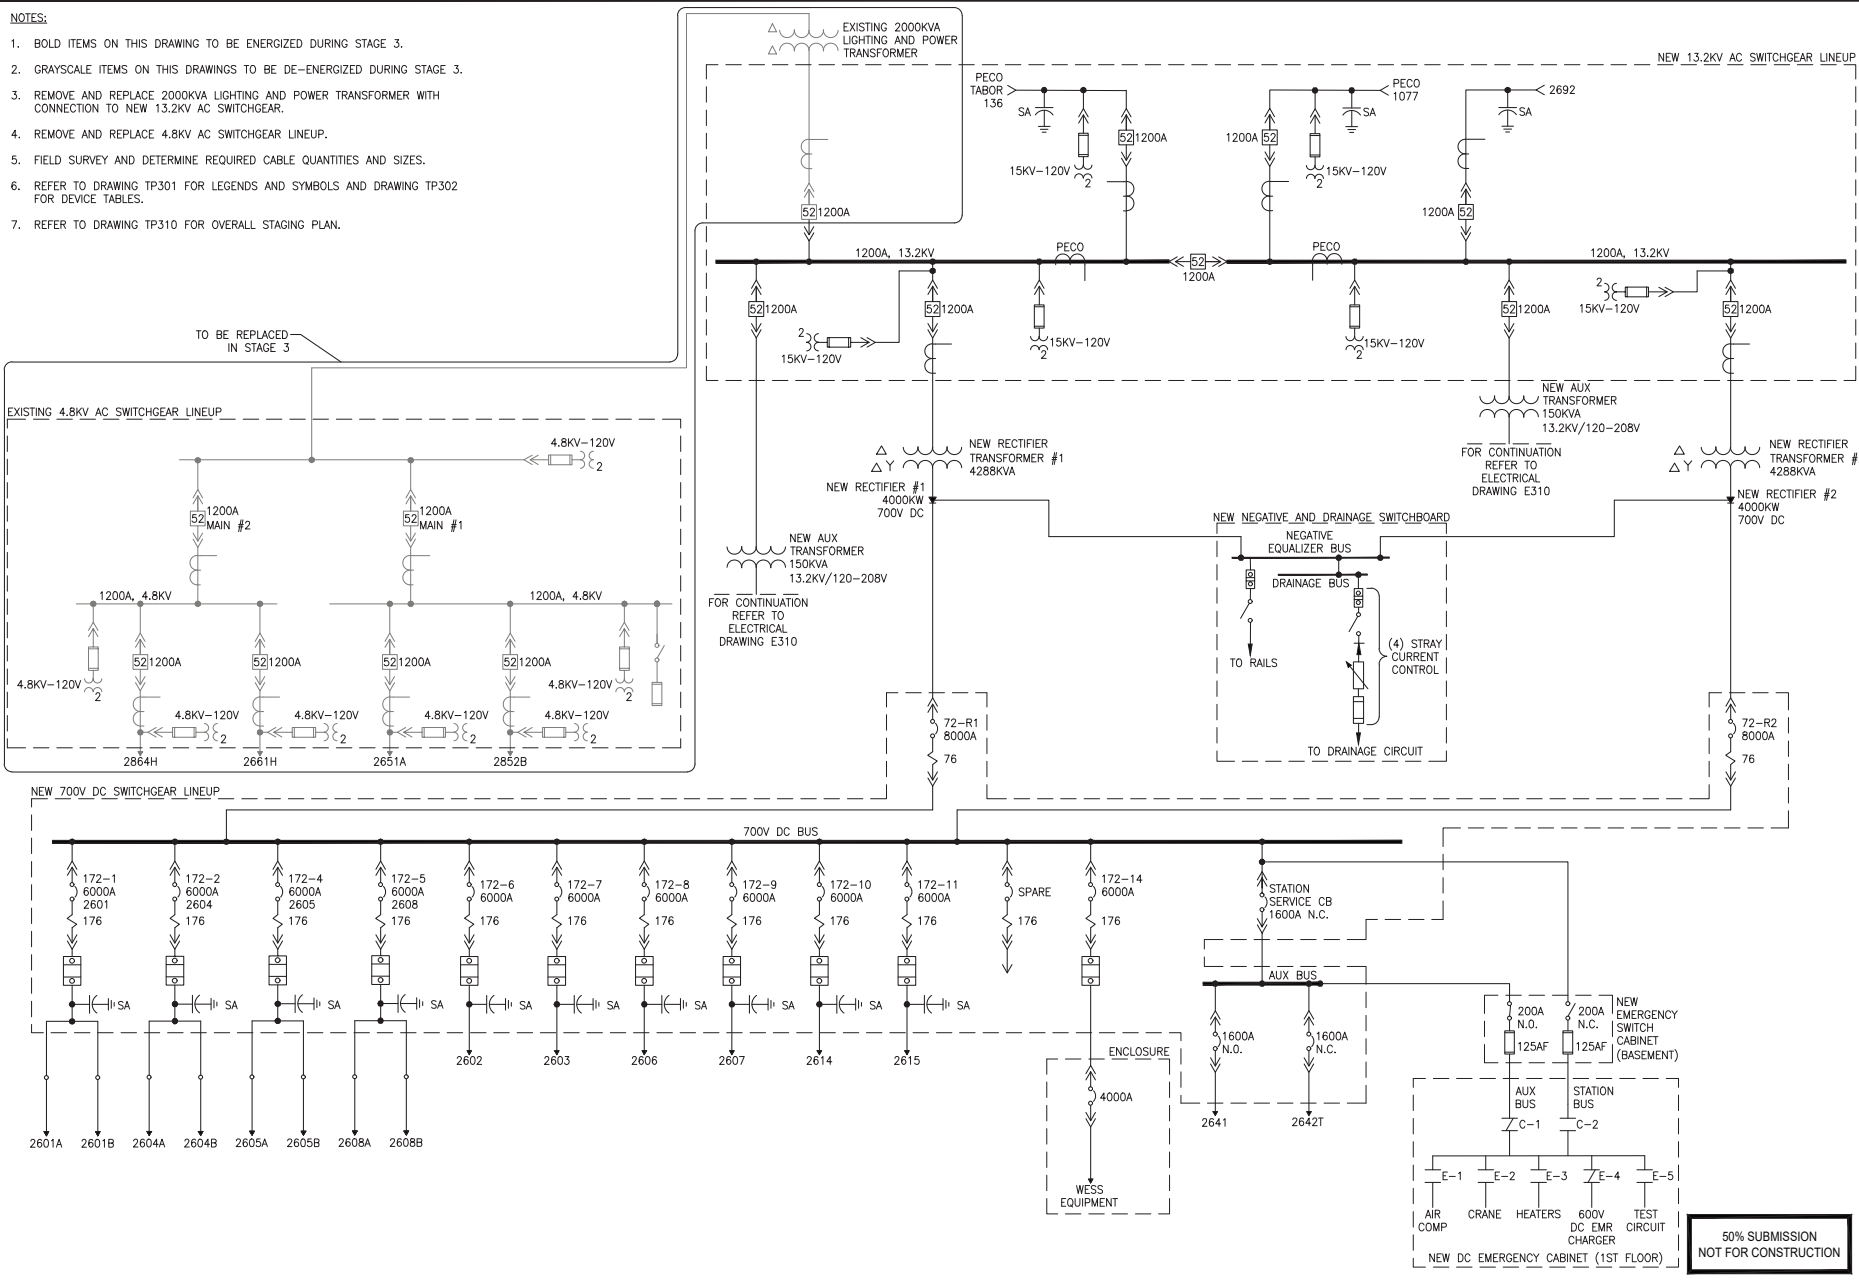 NOTES:
1. BOLD ITEMS ON THIS DRAWING TO BE ENERGIZED DURING STAGE 3.
2. GRAYSCALE ITEMS ON THIS DRAWINGS TO BE DE-ENERGIZED DURING STAGE 3.
3. REMOVE AND REPLACE 2000KVA LIGHTING AND POWER TRANSFORMER WITH
CONNECTION TO NEW 13.2KV AC SWITCHGEAR.
4. REMOVE AND REPLACE 4.8KV AC SWITCHGEAR LINEUP.
5. FIELD SURVEY AND DETERMINE REQUIRED CABLE QUANTITIES AND SIZES.
6. REFER TO DRAWING TP301 FOR LEGENDS AND SYMBOLS AND DRAWING TP302
FOR DEVICE TABLES.
7. REFER TO DRAWING TP310 FOR OVERALL STAGING PLAN.
EXISTING 2000KVA
LIGHTING AND POWER
TRANSFORMER
52 1200A
NEW 13.2KV AC SWITCHGEAR LINEUP
PECO
TABOR
136
SA
15KV-120V
2
52 1200A
1200A 52
15KV-120V
2
SA
PECO
1077
1200A 52
SA
2692
1200A, 13.2KV
PECO
52
1200A
PECO
1200A, 13.2KV
52 1200A
2
15KV-120V
52 1200A
15KV-120V
2
15KV-120V
2
52 1200A
2
15KV-120V
52 1200A
TO BE REPLACED
IN STAGE 3
EXISTING 4.8KV AC SWITCHGEAR LINEUP
4.8KV-120V
2
52 1200A
MAIN #2
52 1200A
MAIN #1
1200A, 4.8KV
1200A, 4.8KV
4.8KV-120V
2
52 1200A
52 1200A
52 1200A
52 1200A
4.8KV-120V
2
4.8KV-120V
2
4.8KV-120V
2
4.8KV-120V
2
4.8KV-120V
2
2864H
2661H
2651A
2852B
NEW AUX
TRANSFORMER
150KVA
13.2KV/120-208V
FOR CONTINUATION
REFER TO
ELECTRICAL
DRAWING E310
Y
NEW RECTIFIER
TRANSFORMER #1
4288KVA
NEW RECTIFIER #1
4000KW
700V DC
NEW AUX
TRANSFORMER
150KVA
13.2KV/120-208V
FOR CONTINUATION
REFER TO
ELECTRICAL
DRAWING E310
Y
NEW RECTIFIER
TRANSFORMER #
4288KVA
NEW RECTIFIER #2
4000KW
700V DC
NEW NEGATIVE AND DRAINAGE SWITCHBOARD
NEGATIVE
EQUALIZER BUS
DRAINAGE BUS
TO RAILS
(4) STRAY
CURRENT
CONTROL
TO DRAINAGE CIRCUIT
72-R1
8000A
76
72-R2
8000A
76
NEW 700V DC SWITCHGEAR LINEUP
700V DC BUS
172-1
6000A
2601
176
SA
172-2
6000A
2604
176
SA
172-4
6000A
2605
176
SA
172-5
6000A
2608
176
SA
172-6
6000A
176
SA
172-7
6000A
176
SA
172-8
6000A
176
SA
172-9
6000A
176
SA
172-10
6000A
176
SA
172-11
6000A
176
SA
SPARE
176
172-14
6000A
176
STATION
SERVICE CB
1600A N.C.
AUX BUS
1600A
N.O.
1600A
N.C.
2641
2642T
2602
2603
2606
2607
2614
2615
2601A
2601B
2604A
2604B
2605A
2605B
2608A
2608B
ENCLOSURE
4000A
WESS
EQUIPMENT
200A
N.O.
125AF
200A
N.C.
125AF
NEW
EMERGENCY
SWITCH
CABINET
(BASEMENT)
AUX
BUS
STATION
BUS
C-1
C-2
E-1
E-2
E-3
E-4
E-5
AIR
COMP
CRANE
HEATERS
600V
DC EMR
CHARGER
TEST
CIRCUIT
NEW DC EMERGENCY CABINET (1ST FLOOR)
50% SUBMISSION
NOT FOR CONSTRUCTION